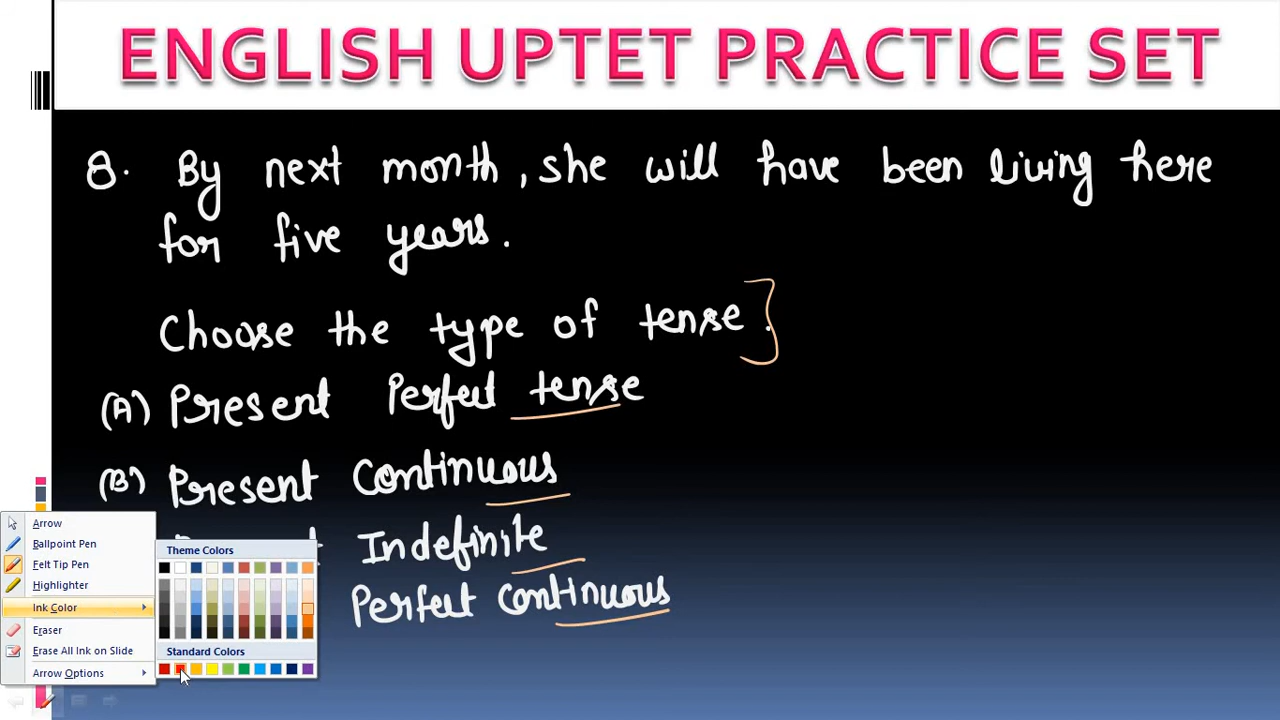 ENGLISH UPTET PRACTICE SET
Q. By next month, she will have been living here
for five years.
Choose the type of tense.
(A) Present Perfect tense
(B) Present Continuous
Indefinite
Perfect Continuous
Arrow
Ballpoint Pen
Felt Tip Pen
Highlighter
Ink Color
Eraser
Erase All Ink on Slide
Arrow Options
Theme Colors
Standard Colors